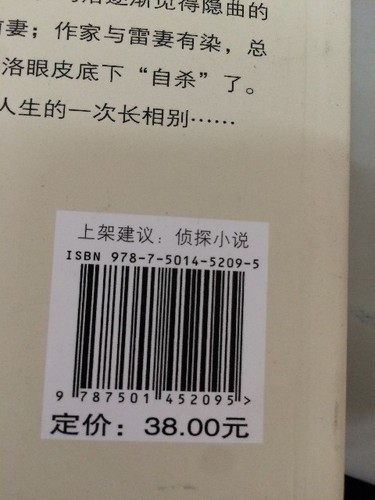 逐渐觉得隐曲的
妻；作家与雷妻有染，总
洛眼皮底下“自杀”了。
人生的一次长相别……
上架建议：侦探小说
ISBN 978-7-5014-5209-5
9 787501 452095 >
定价：38.00元